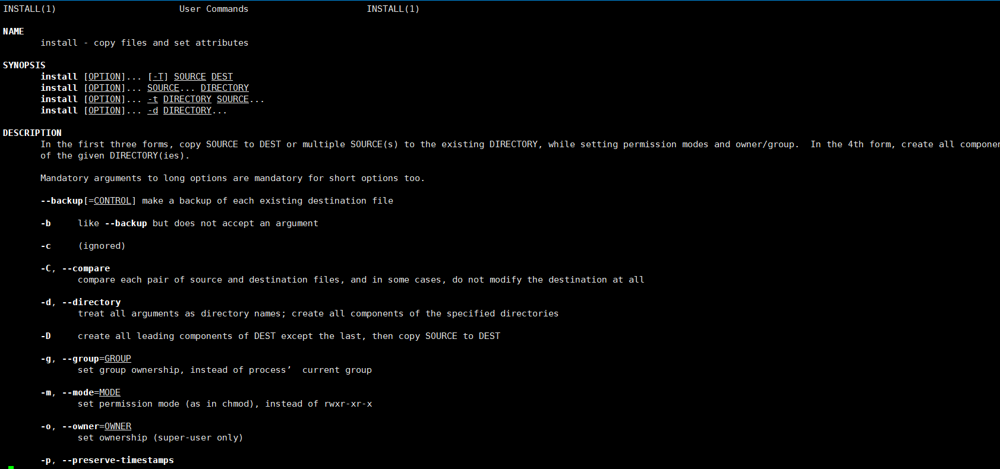 INSTALL(1) User Commands INSTALL(1)
NAME
install - copy files and set attributes
SYNOPSIS
install [OPTION]... [-T] SOURCE DEST
install [OPTION]... SOURCE... DIRECTORY
install [OPTION]... -t DIRECTORY SOURCE...
install [OPTION]... -d DIRECTORY...
DESCRIPTION
In the first three forms, copy SOURCE to DEST or multiple SOURCE(s) to the existing DIRECTORY, while setting permission modes and owner/group.  In the 4th form, create all
of the given DIRECTORY(ies).
Mandatory arguments to long options are mandatory for short options too.
--backup[=CONTROL] make a backup of each existing destination file
-b like --backup but does not accept an argument
-c (ignored)
-C, --compare
compare each pair of source and destination files, and in some cases, do not modify the destination at all
-d, --directory
treat all arguments as directory names; create all components of the specified directories
-D create all leading components of DEST except the last, then copy SOURCE to DEST
-g, --group=GROUP
set group ownership, instead of process’  current group
-m, --mode=MODE
set permission mode (as in chmod), instead of rwxr-xr-x
-o, --owner=OWNER
set ownership (super-user only)
-p, --preserve-timestamps